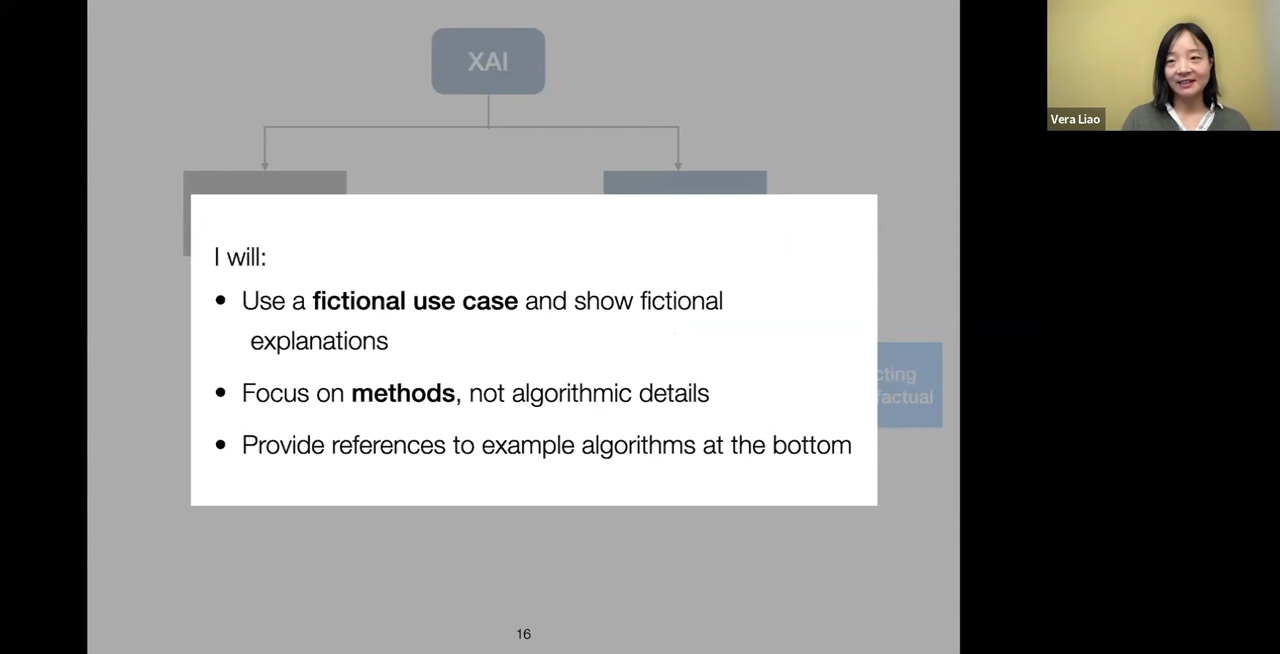 XAI
Vera Liao
I will:
• Use a fictional use case and show fictional
explanations
• Focus on methods, not algorithmic details
• Provide references to example algorithms at the bottom
cting
factual
16